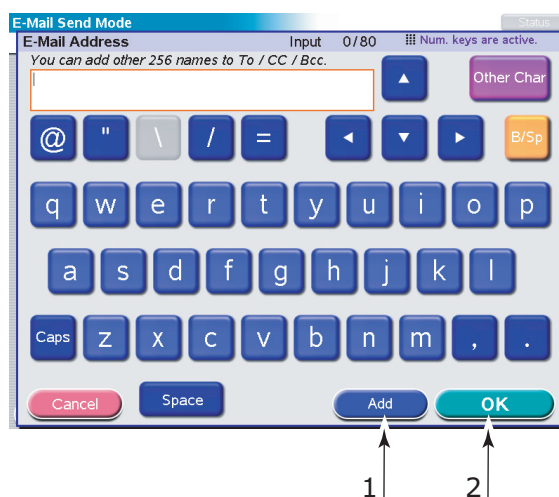 E-Mail Send Mode Status
E-Mail Address Input 0/80 Num. keys are active.
You can add other 256 names to To / CC / Bcc.
Other Char
@ " \ / = B/Sp
q w e r t y u i o p
a s d f g h j k l
Caps z x c v b n m , .
Cancel Space Add OK
1 2